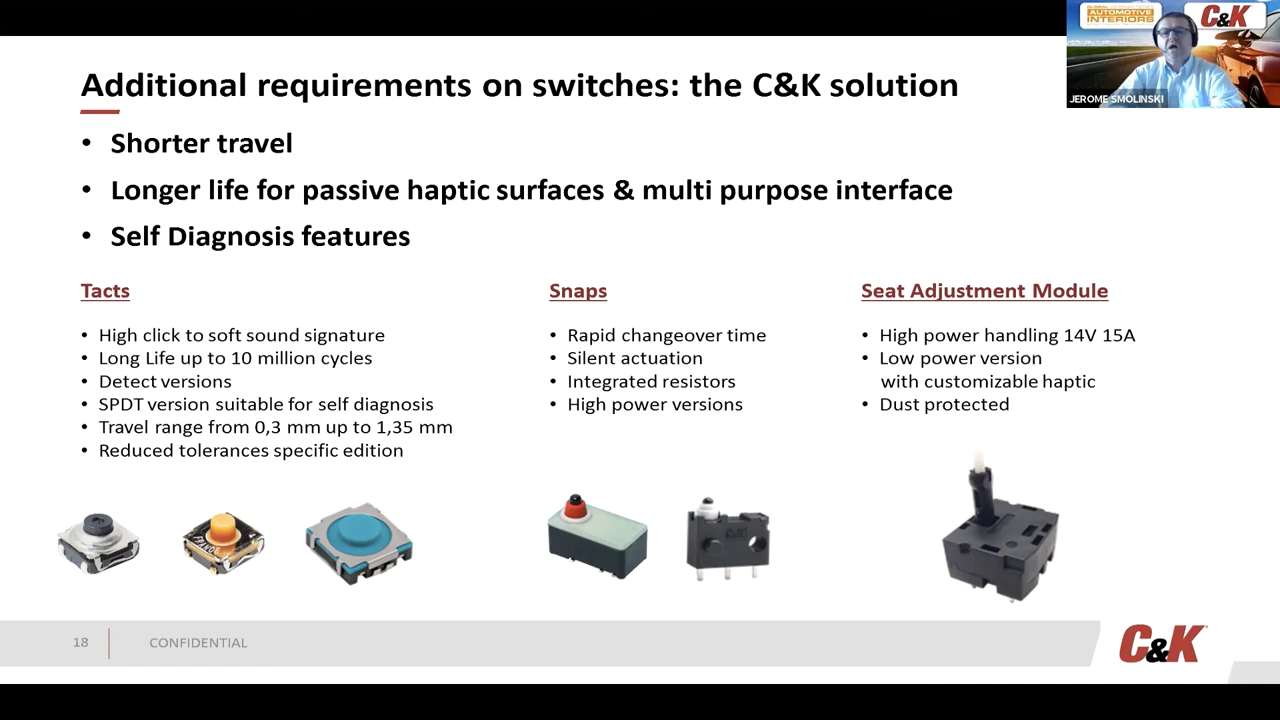 Additional requirements on switches: the C&K solution
• Shorter travel
• Longer life for passive haptic surfaces & multi purpose interface
• Self Diagnosis features
Tacts
• High click to soft sound signature
• Long Life up to 10 million cycles
• Detect versions
• SPDT version suitable for self diagnosis
• Travel range from 0,3 mm up to 1,35 mm
• Reduced tolerances specific edition
Snaps
• Rapid changeover time
• Silent actuation
• Integrated resistors
• High power versions
Seat Adjustment Module
• High power handling 14V 15A
• Low power version
with customizable haptic
• Dust protected
FRANCE
18
CONFIDENTIAL
C&K
AUTOMOTIVE
INTERIORS
C&K
JEROME SMOLINSKI